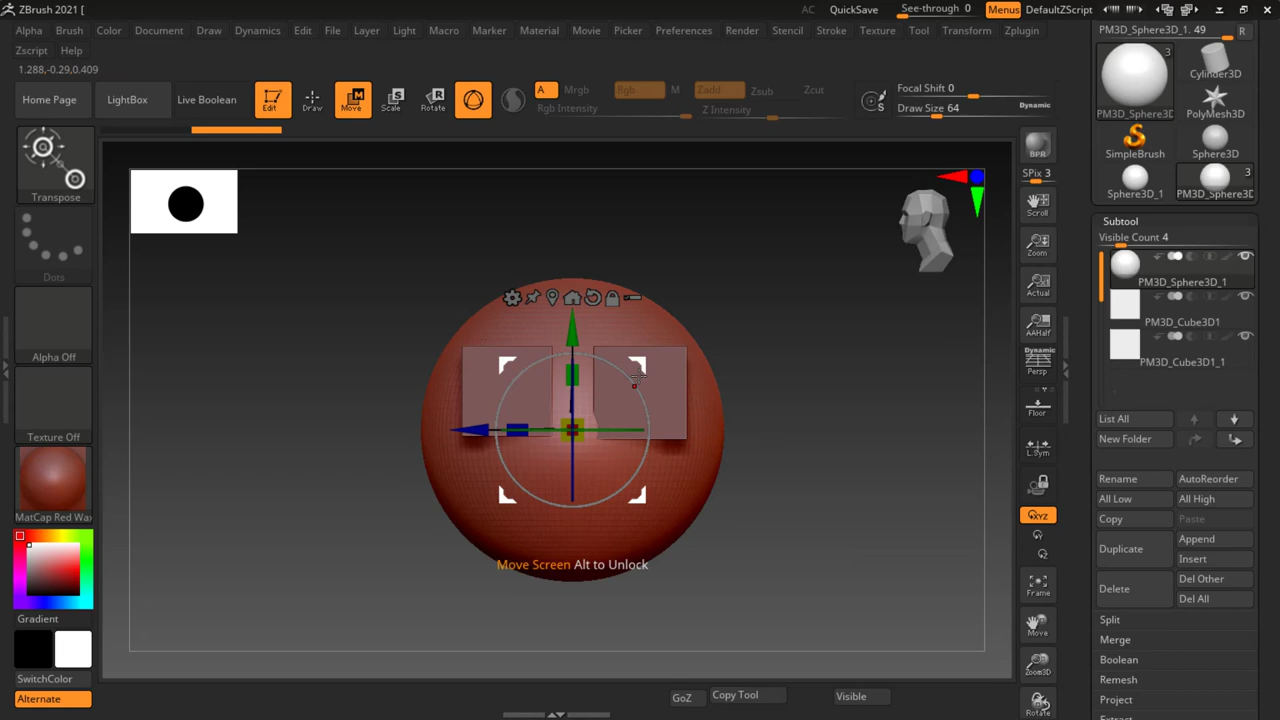 ZBrush 2021 [
AC QuickSave See-through 0 Menus DefaultZScript
Alpha Brush Color Document Draw Dynamics Edit File Layer Light Macro Marker Material Movie Picker Preferences Render Stencil Stroke Texture Tool Transform Zplugin
Zscript Help
1.288,-0.29,0.409
Home Page LightBox Live Boolean Edit Draw Move Scale Rotate
A Mrgb Rgb M Zadd Zsub Zcut
Rgb Intensity Z Intensity
Focal Shift 0
Draw Size 64 Dynamic
Transpose
Dots
Alpha Off
Texture Off
MatCap Red Wax
Gradient
SwitchColor
Alternate
Move Screen Alt to Unlock
BPR
SPix 3
Scroll
Zoom
Actual
AAHalf
Dynamic
Persp
Floor
L.Sym
XYZ
Frame
Move
Zoom3D
Rotate
PM3D_Sphere3D_1. 49 R
3
PM3D_Sphere3D
Cylinder3D
PolyMesh3D
SimpleBrush
Sphere3D
Sphere3D_1
3
PM3D_Sphere3D
Subtool
Visible Count 4
PM3D_Sphere3D_1
PM3D_Cube3D1
PM3D_Cube3D1_1
List All
New Folder
Rename AutoReorder
All Low All High
Copy Paste
Duplicate Append
Insert
Delete Del Other
Del All
Split
Merge
Boolean
Remesh
Project
Extract
GoZ Copy Tool Visible